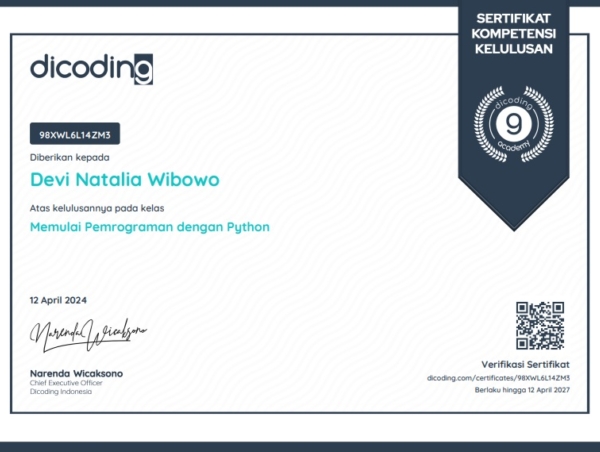 SERTIFIKAT
KOMPETENSI
KELULUSAN
dicoding
dicoding
9
academy
98XWL6L14ZM3
Diberikan kepada
Devi Natalia Wibowo
Atas kelulusannya pada kelas
Memulai Pemrograman dengan Python
12 April 2024
Narenda Wicaksono
Narenda Wicaksono
Chief Executive Officer
Dicoding Indonesia
Verifikasi Sertifikat
dicoding.com/certificates/98XWL6L14ZM3
Berlaku hingga 12 April 2027